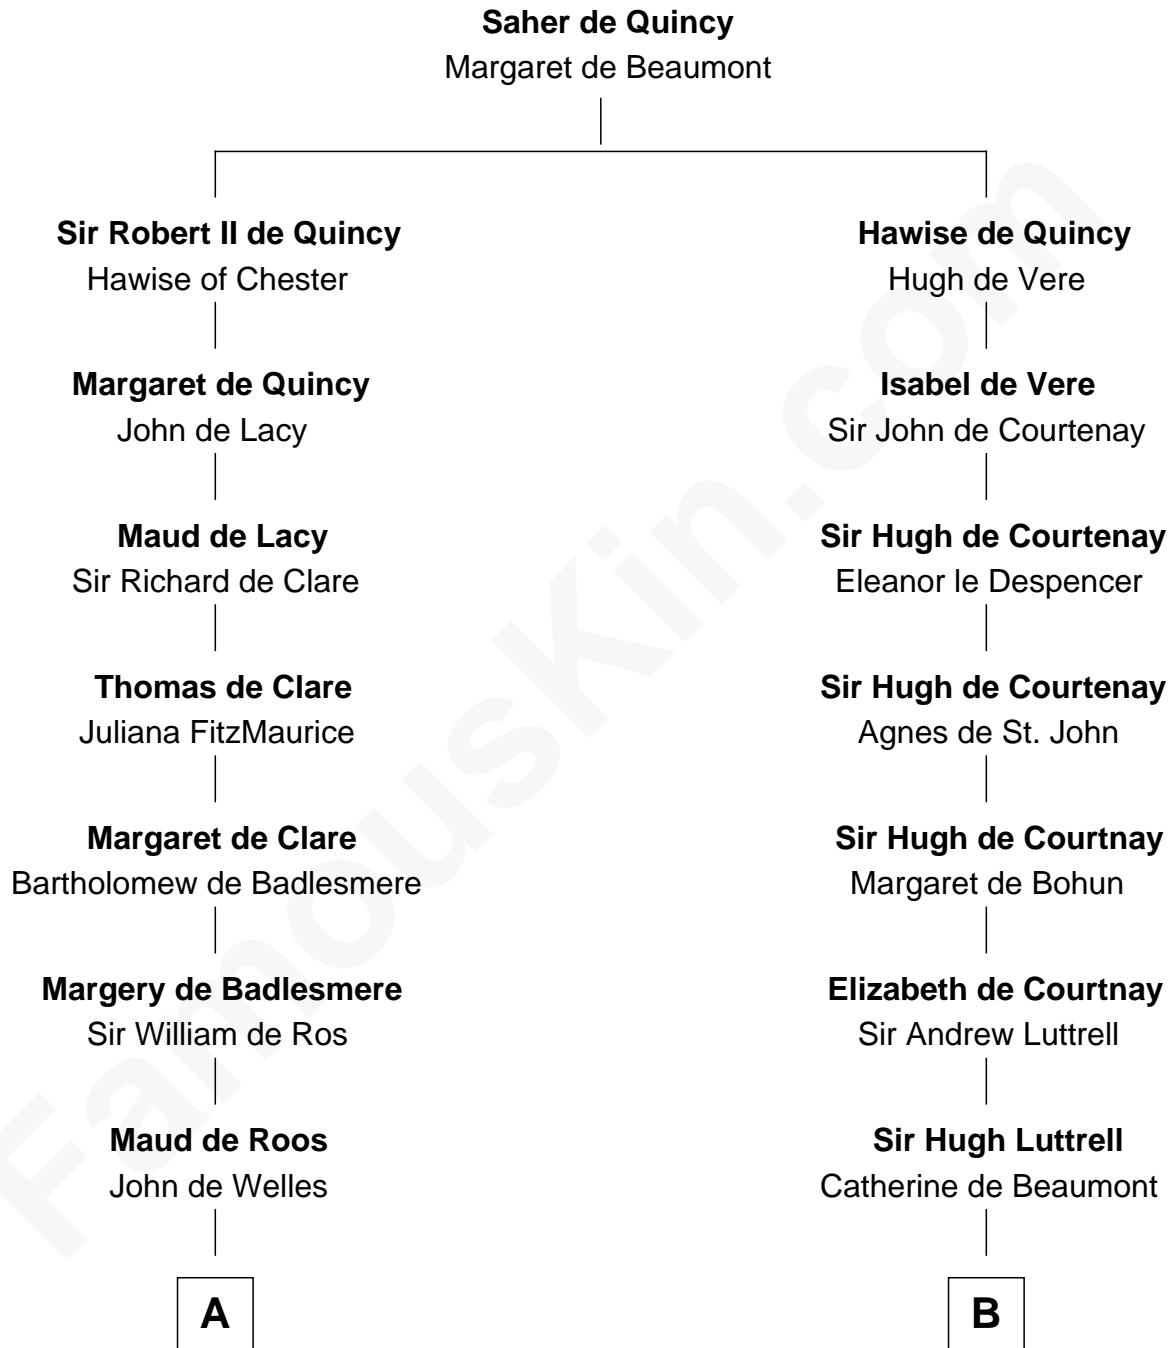 Saher de Quincy
Margaret de Beaumont
Sir Robert II de Quincy
Hawise of Chester
Hawise de Quincy
Hugh de Vere
Margaret de Quincy
John de Lacy
Isabel de Vere
Sir John de Courtenay
Maud de Lacy
Sir Richard de Clare
Sir Hugh de Courtenay
Eleanor le Despencer
Thomas de Clare
Juliana FitzMaurice
Sir Hugh de Courtenay
Agnes de St. John
Margaret de Clare
Bartholomew de Badlesmere
Sir Hugh de Courtnay
Margaret de Bohun
Margery de Badlesmere
Sir William de Ros
Elizabeth de Courtnay
Sir Andrew Luttrell
Maud de Roos
John de Welles
Sir Hugh Luttrell
Catherine de Beaumont
A
B
FamousKin.com